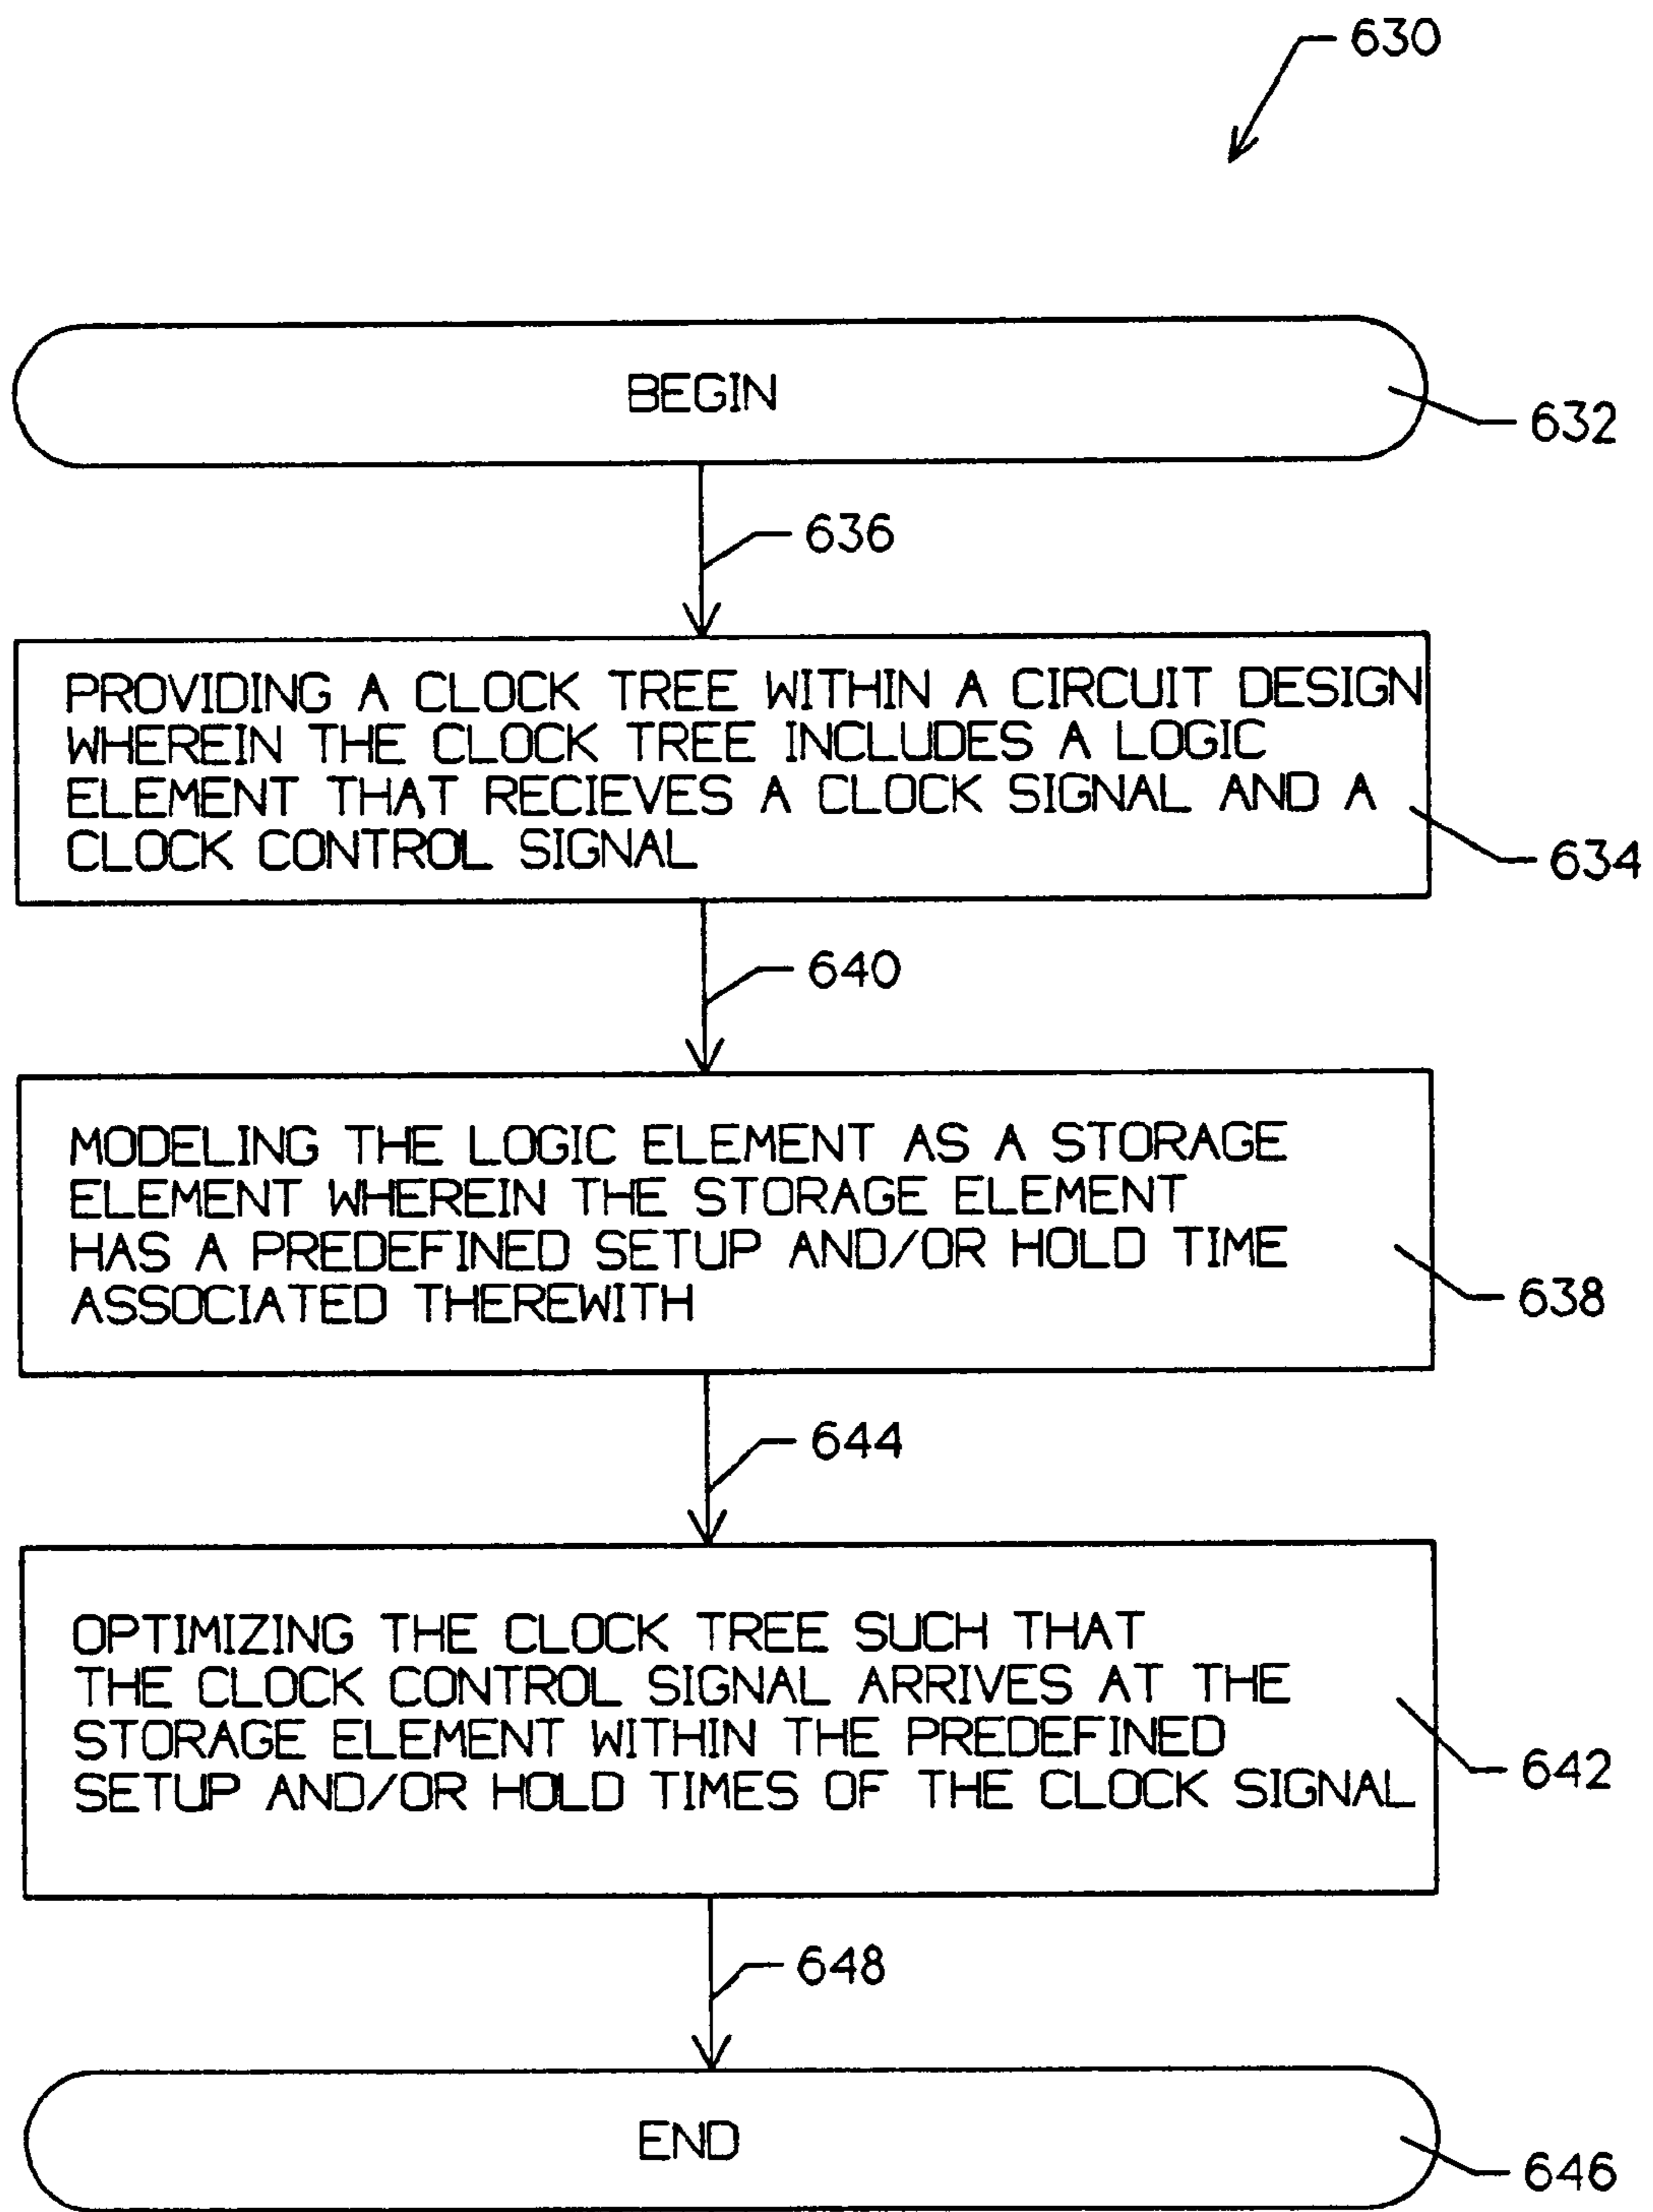 630
BEGIN
632
636
PROVIDING A CLOCK TREE WITHIN A CIRCUIT DESIGN
WHEREIN THE CLOCK TREE INCLUDES A LOGIC
ELEMENT THAT RECIEVES A CLOCK SIGNAL AND A
CLOCK CONTROL SIGNAL
634
640
MODELING THE LOGIC ELEMENT AS A STORAGE
ELEMENT WHEREIN THE STORAGE ELEMENT
HAS A PREDEFINED SETUP AND/OR HOLD TIME
ASSOCIATED THEREWITH
638
644
OPTIMIZING THE CLOCK TREE SUCH THAT
THE CLOCK CONTROL SIGNAL ARRIVES AT THE
STORAGE ELEMENT WITHIN THE PREDEFINED
SETUP AND/OR HOLD TIMES OF THE CLOCK SIGNAL
642
648
END
646